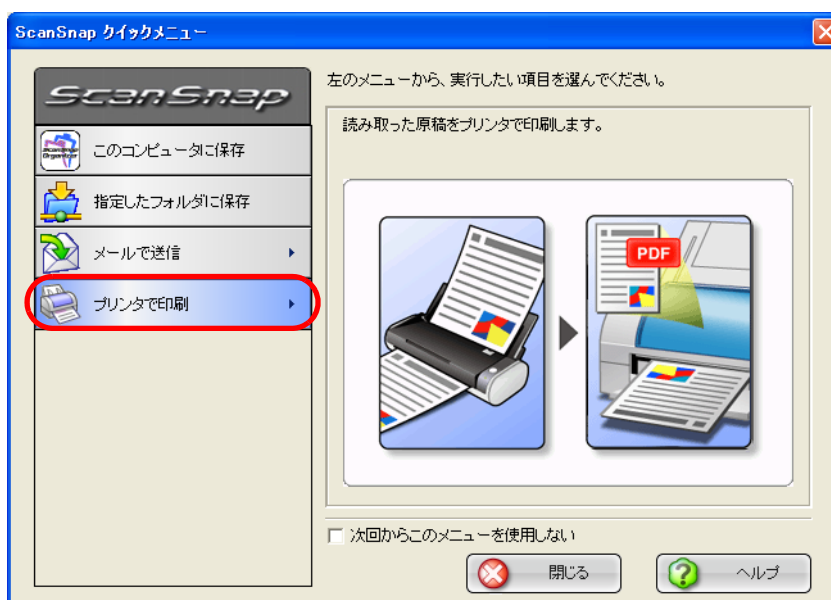 ScanSnap クイックメニュー
左のメニューから、実行したい項目を選んでください。
ScanSnap
このコンピュータに保存
指定したフォルダに保存
メールで送信
プリンタで印刷
読み取った原稿をプリンタで印刷します。
PDF
次回からこのメニューを使用しない
閉じる
ヘルプ